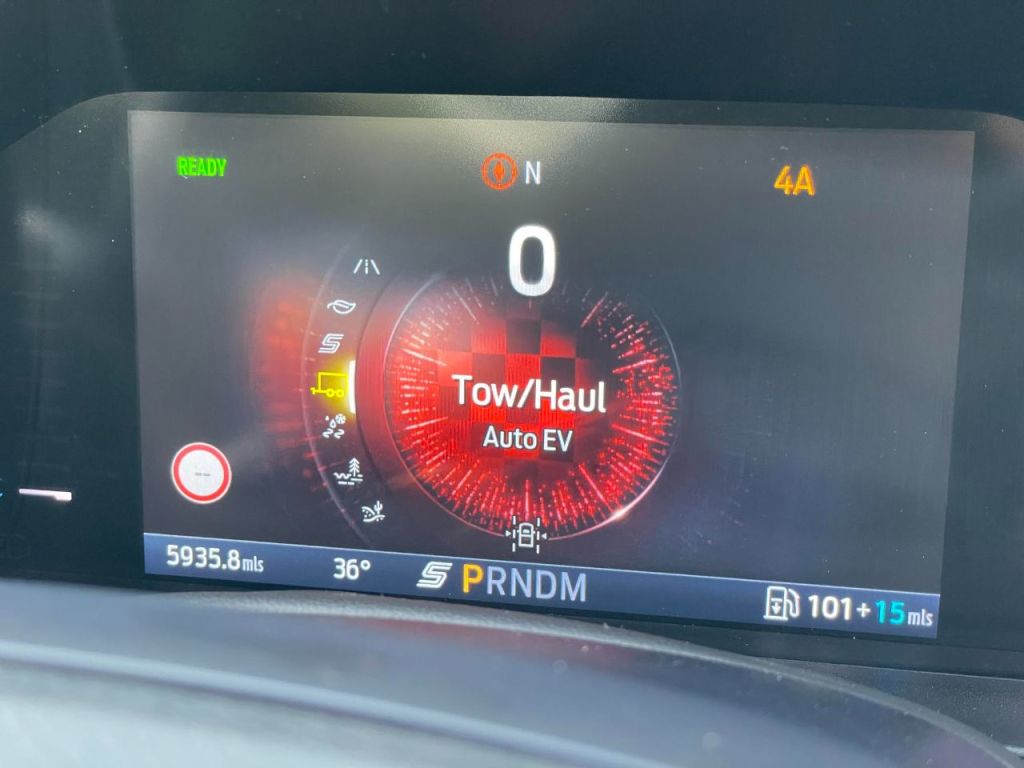 READY
N
4A
0
Tow/Haul
Auto EV
--
5935.8mls
36°
S PRNDM
101+15mls